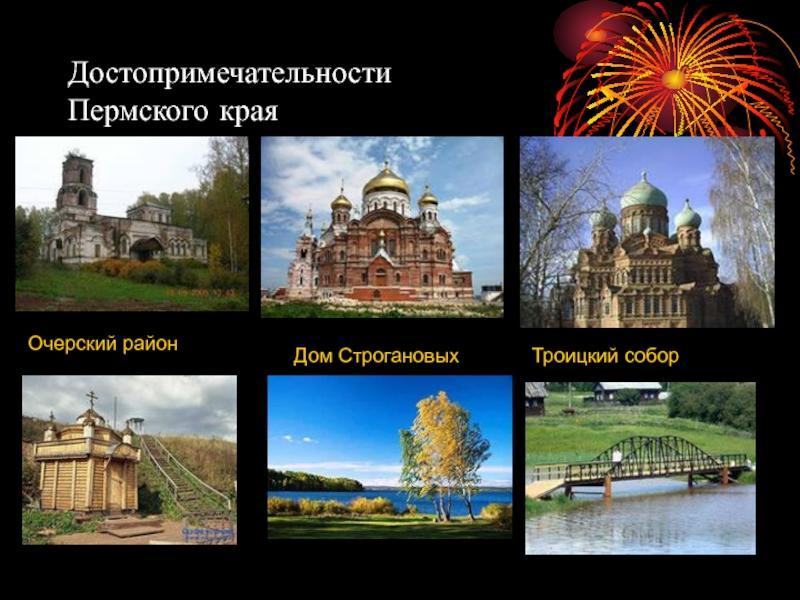 Достопримечательности
Пермского края
Очерский район
Дом Строгановых
Троицкий собор